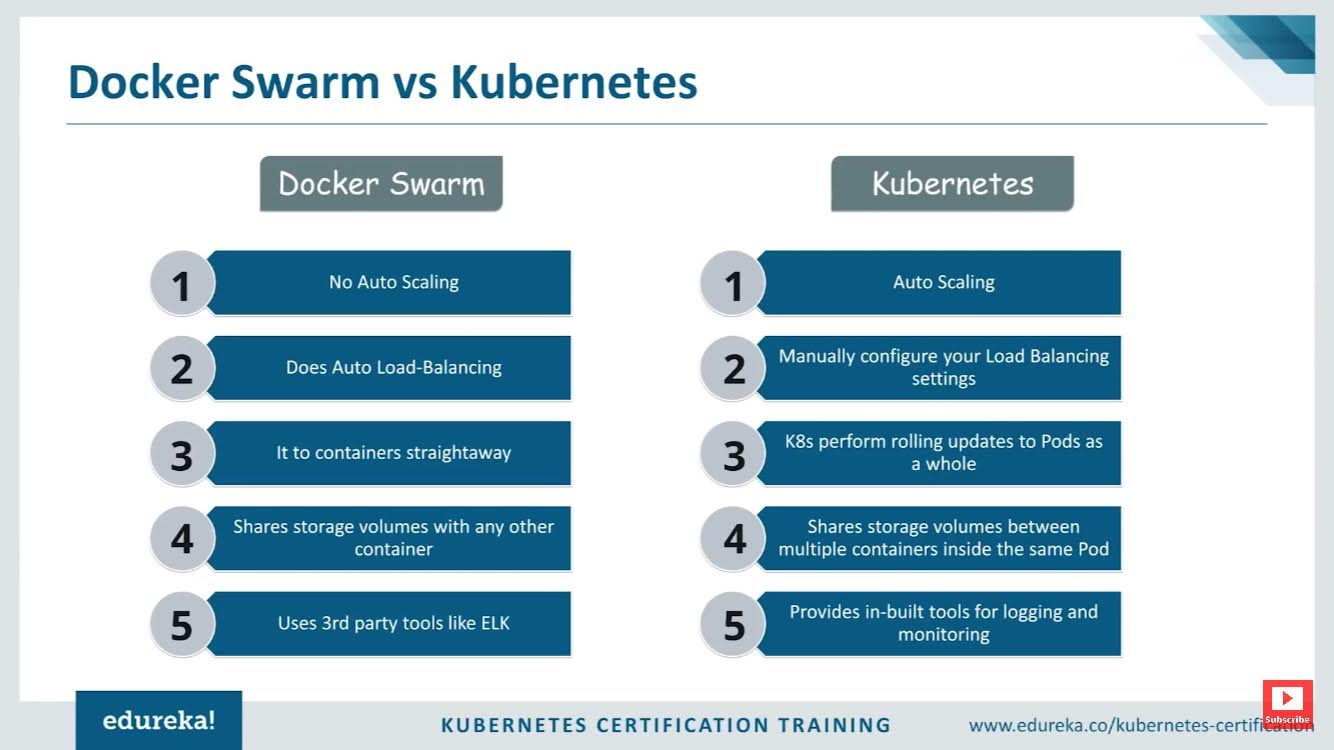 Docker Swarm vs Kubernetes
Docker Swarm
1
No Auto Scaling
2
Does Auto Load-Balancing
3
It to containers straightaway
4
Shares storage volumes with any other
container
5
Uses 3rd party tools like ELK
Kubernetes
1
Auto Scaling
2
Manually configure your Load Balancing
settings
3
K8s perform rolling updates to Pods as
a whole
4
Shares storage volumes between
multiple containers inside the same Pod
5
Provides in-built tools for logging and
monitoring
edureka!
KUBERNETES CERTIFICATION TRAINING
www.edureka.co/kubernetes-certification
Subscribe